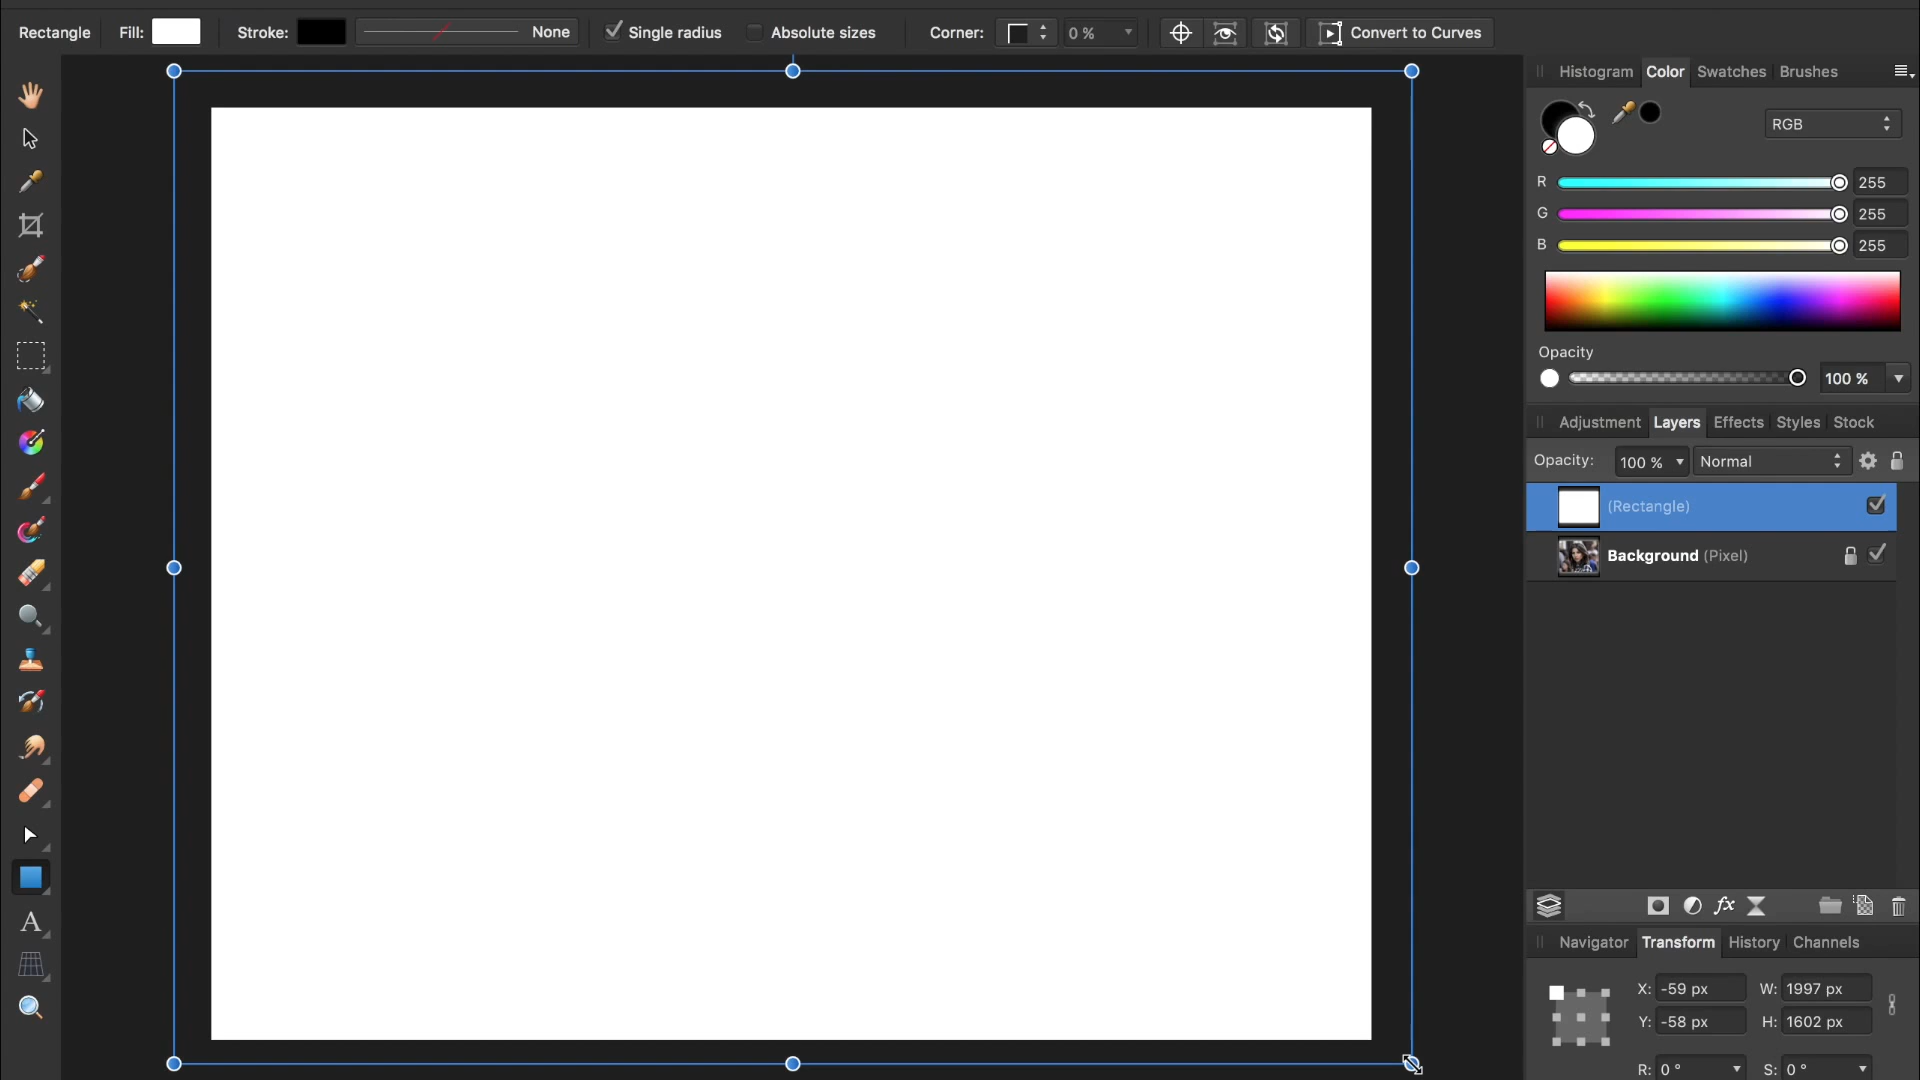 Rectangle Fill: Stroke: None Single radius Absolute sizes Corner: 0 % Convert to Curves
Histogram Color Swatches Brushes
RGB
R 255
G 255
B 255
Opacity
100 %
Adjustment Layers Effects Styles Stock
Opacity: 100 % Normal
(Rectangle)
Background (Pixel)
fx
A
Navigator Transform History Channels
X: -59 px W: 1997 px
Y: -58 px H: 1602 px
R: 0 ° S: 0 °